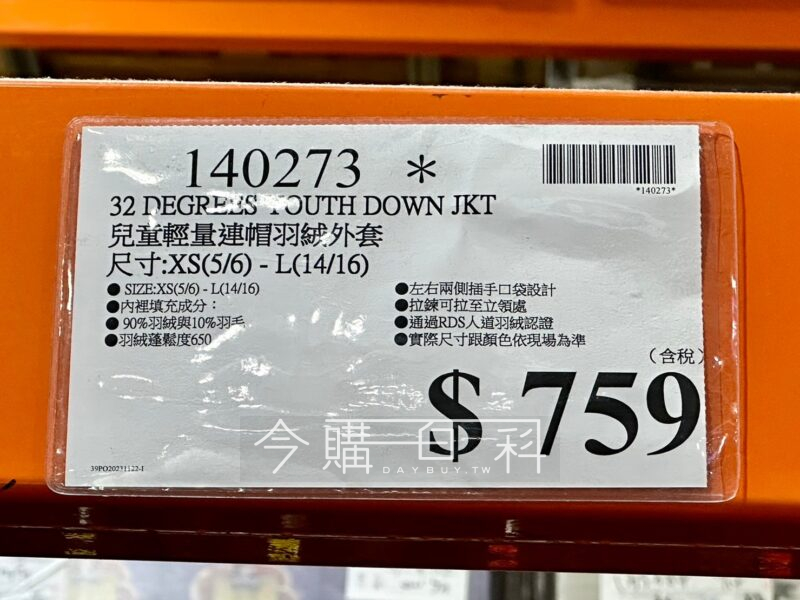 140273 *
*140273*
32 DEGREES YOUTH DOWN JKT
兒童輕量連帽羽絨外套
尺寸:XS(5/6) - L(14/16)
● SIZE:XS(5/6) - L(14/16)
●內裡填充成分：
● 90%羽絨與10%羽毛
●羽絨蓬鬆度650
●左右兩側插手口袋設計
●拉鍊可拉至立領處
●通過RDS人道羽絨認證
●實際尺寸跟顏色依現場為準
（含稅）
$ 759
今購百科
DAYBUY.TW
39PO20231122-1